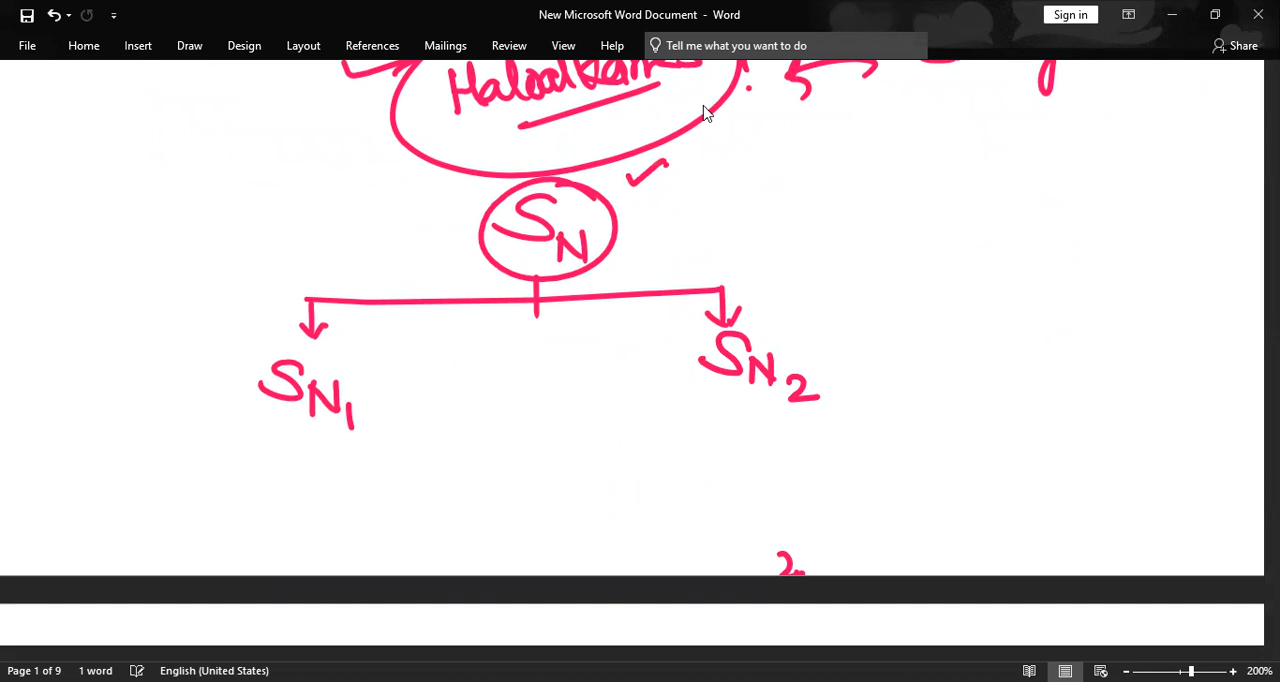 New Microsoft Word Document - Word
Sign in
File Home Insert Draw Design Layout References Mailings Review View Help Tell me what you want to do Share
SN
SN1 SN2
2
Page 1 of 9 1 word English (United States) 200%